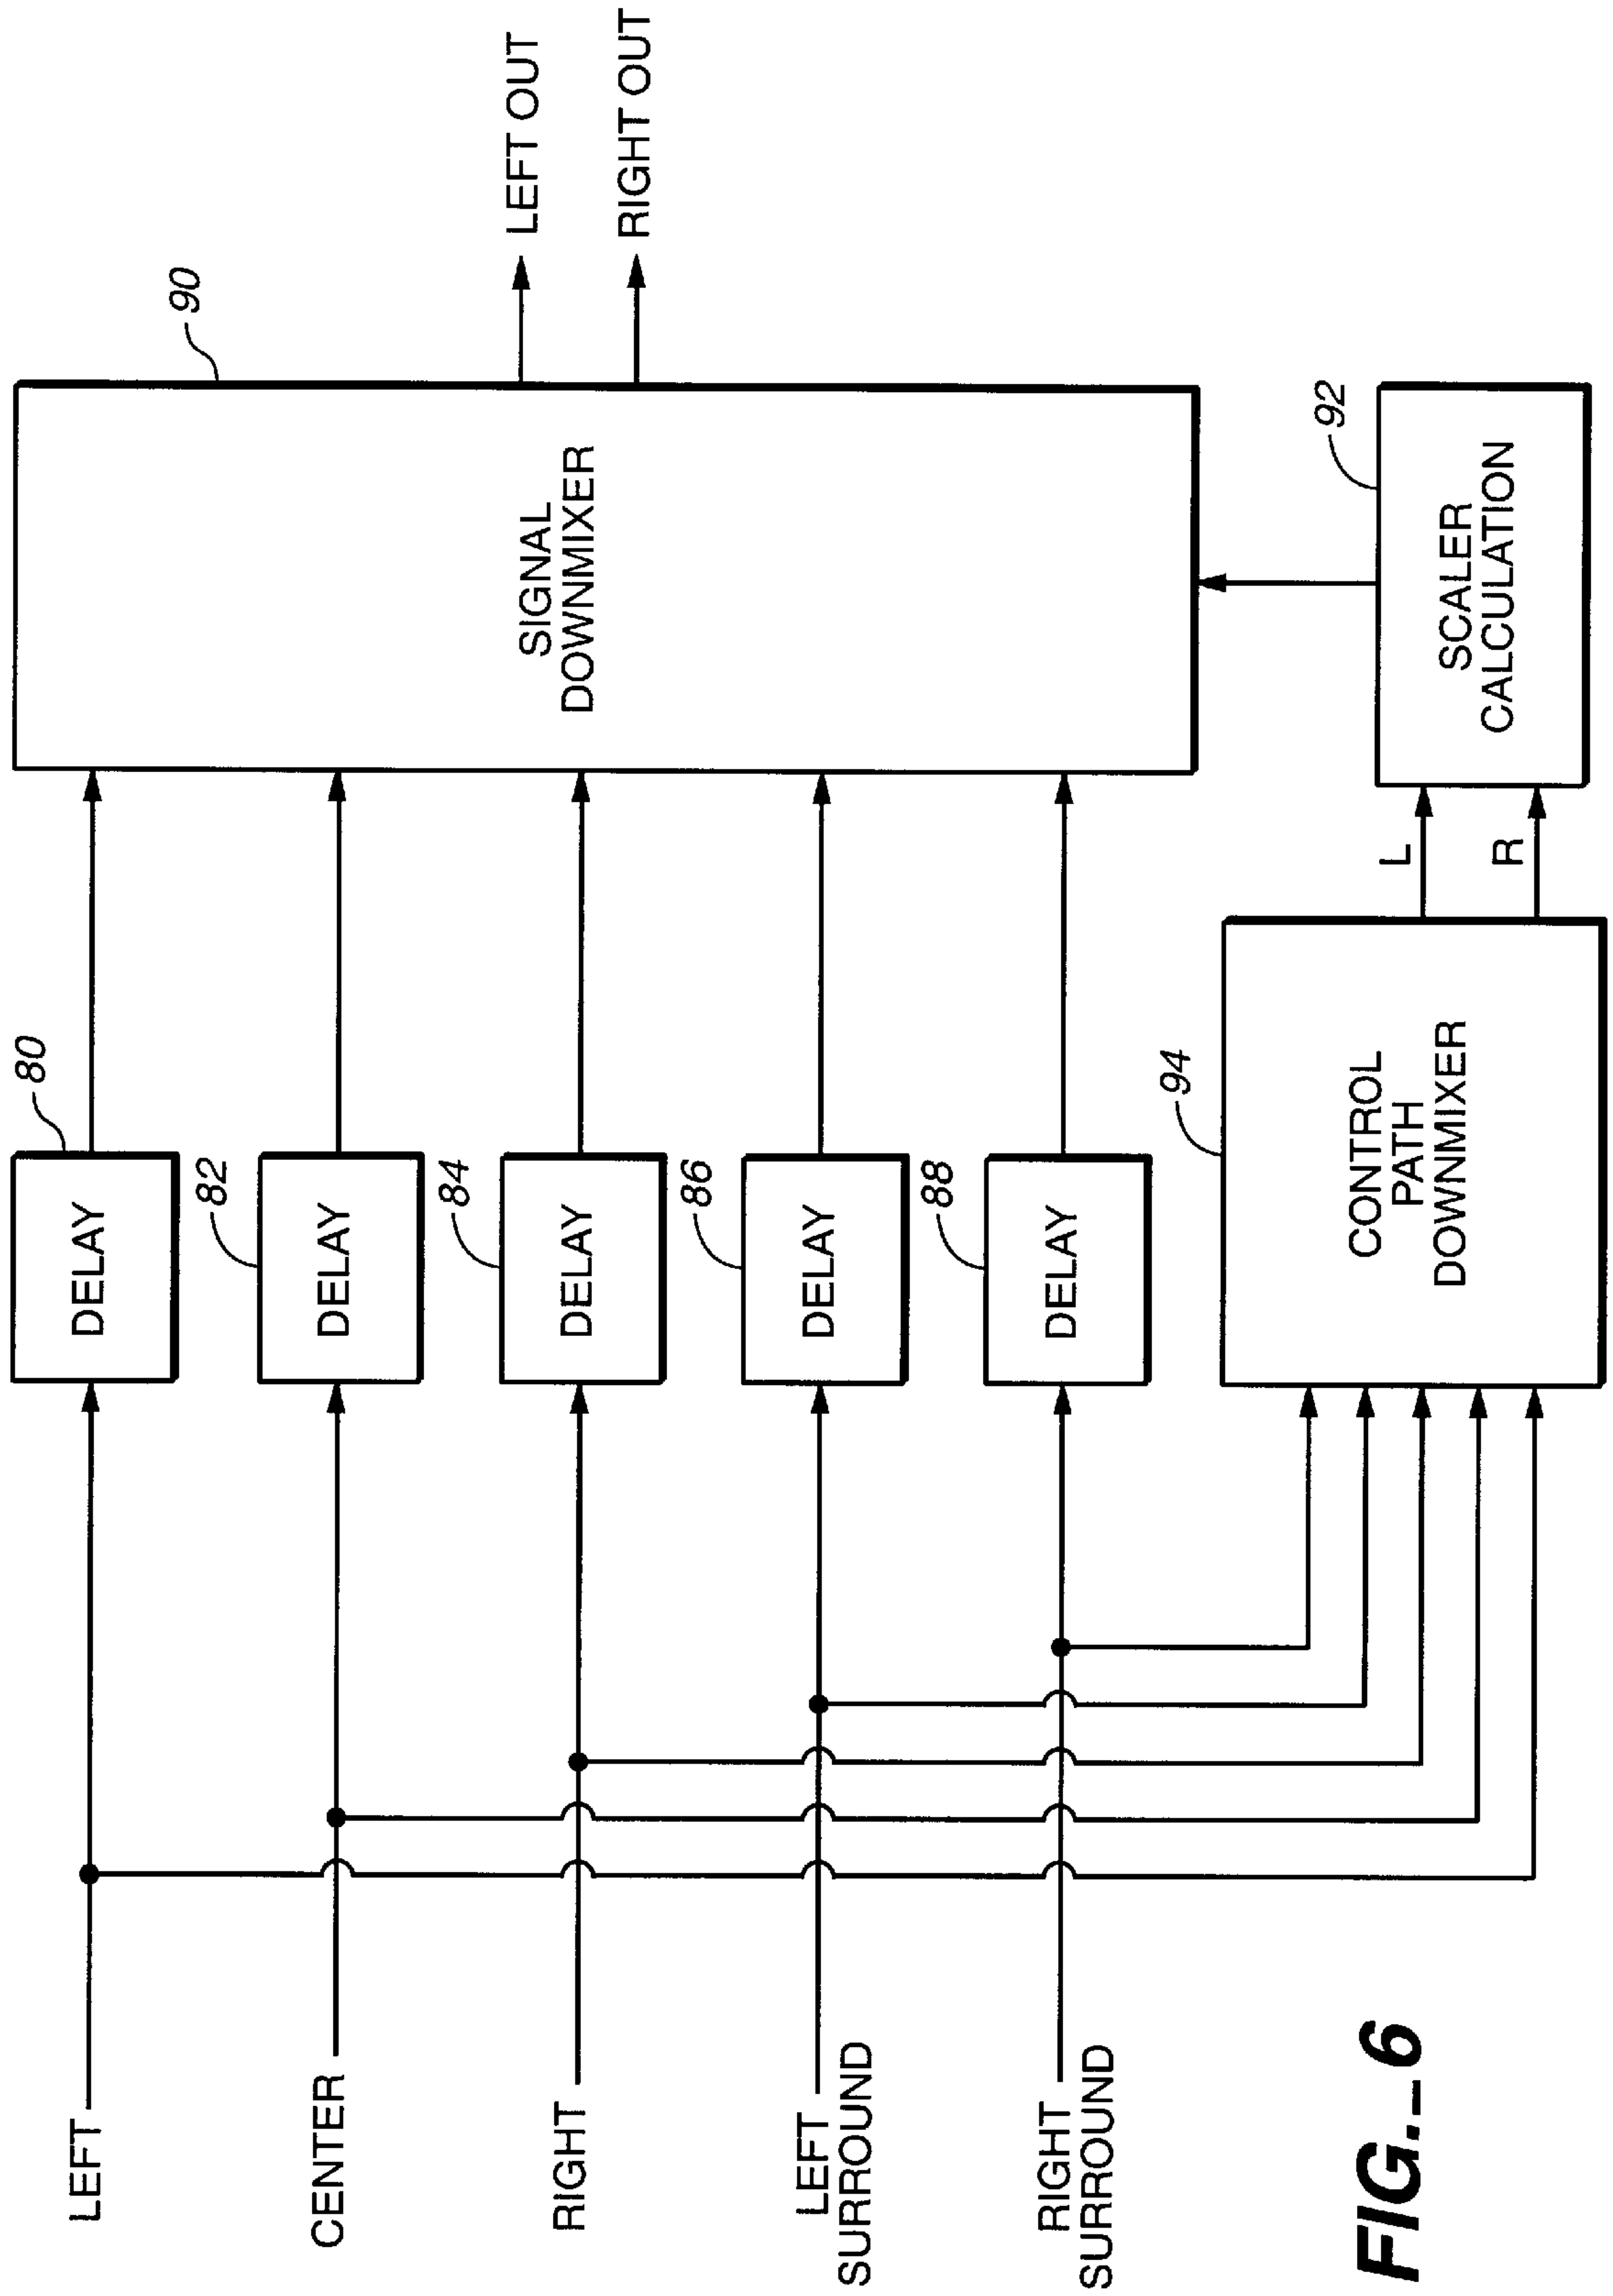 LEFT
CENTER
RIGHT
LEFT
SURROUND
RIGHT
SURROUND
DELAY
80
DELAY
82
DELAY
84
DELAY
86
DELAY
88
CONTROL
PATH
DOWNMIXER
94
L
R
SIGNAL
DOWNMIXER
90
SCALER
CALCULATION
92
LEFT OUT
RIGHT OUT
FIG._6